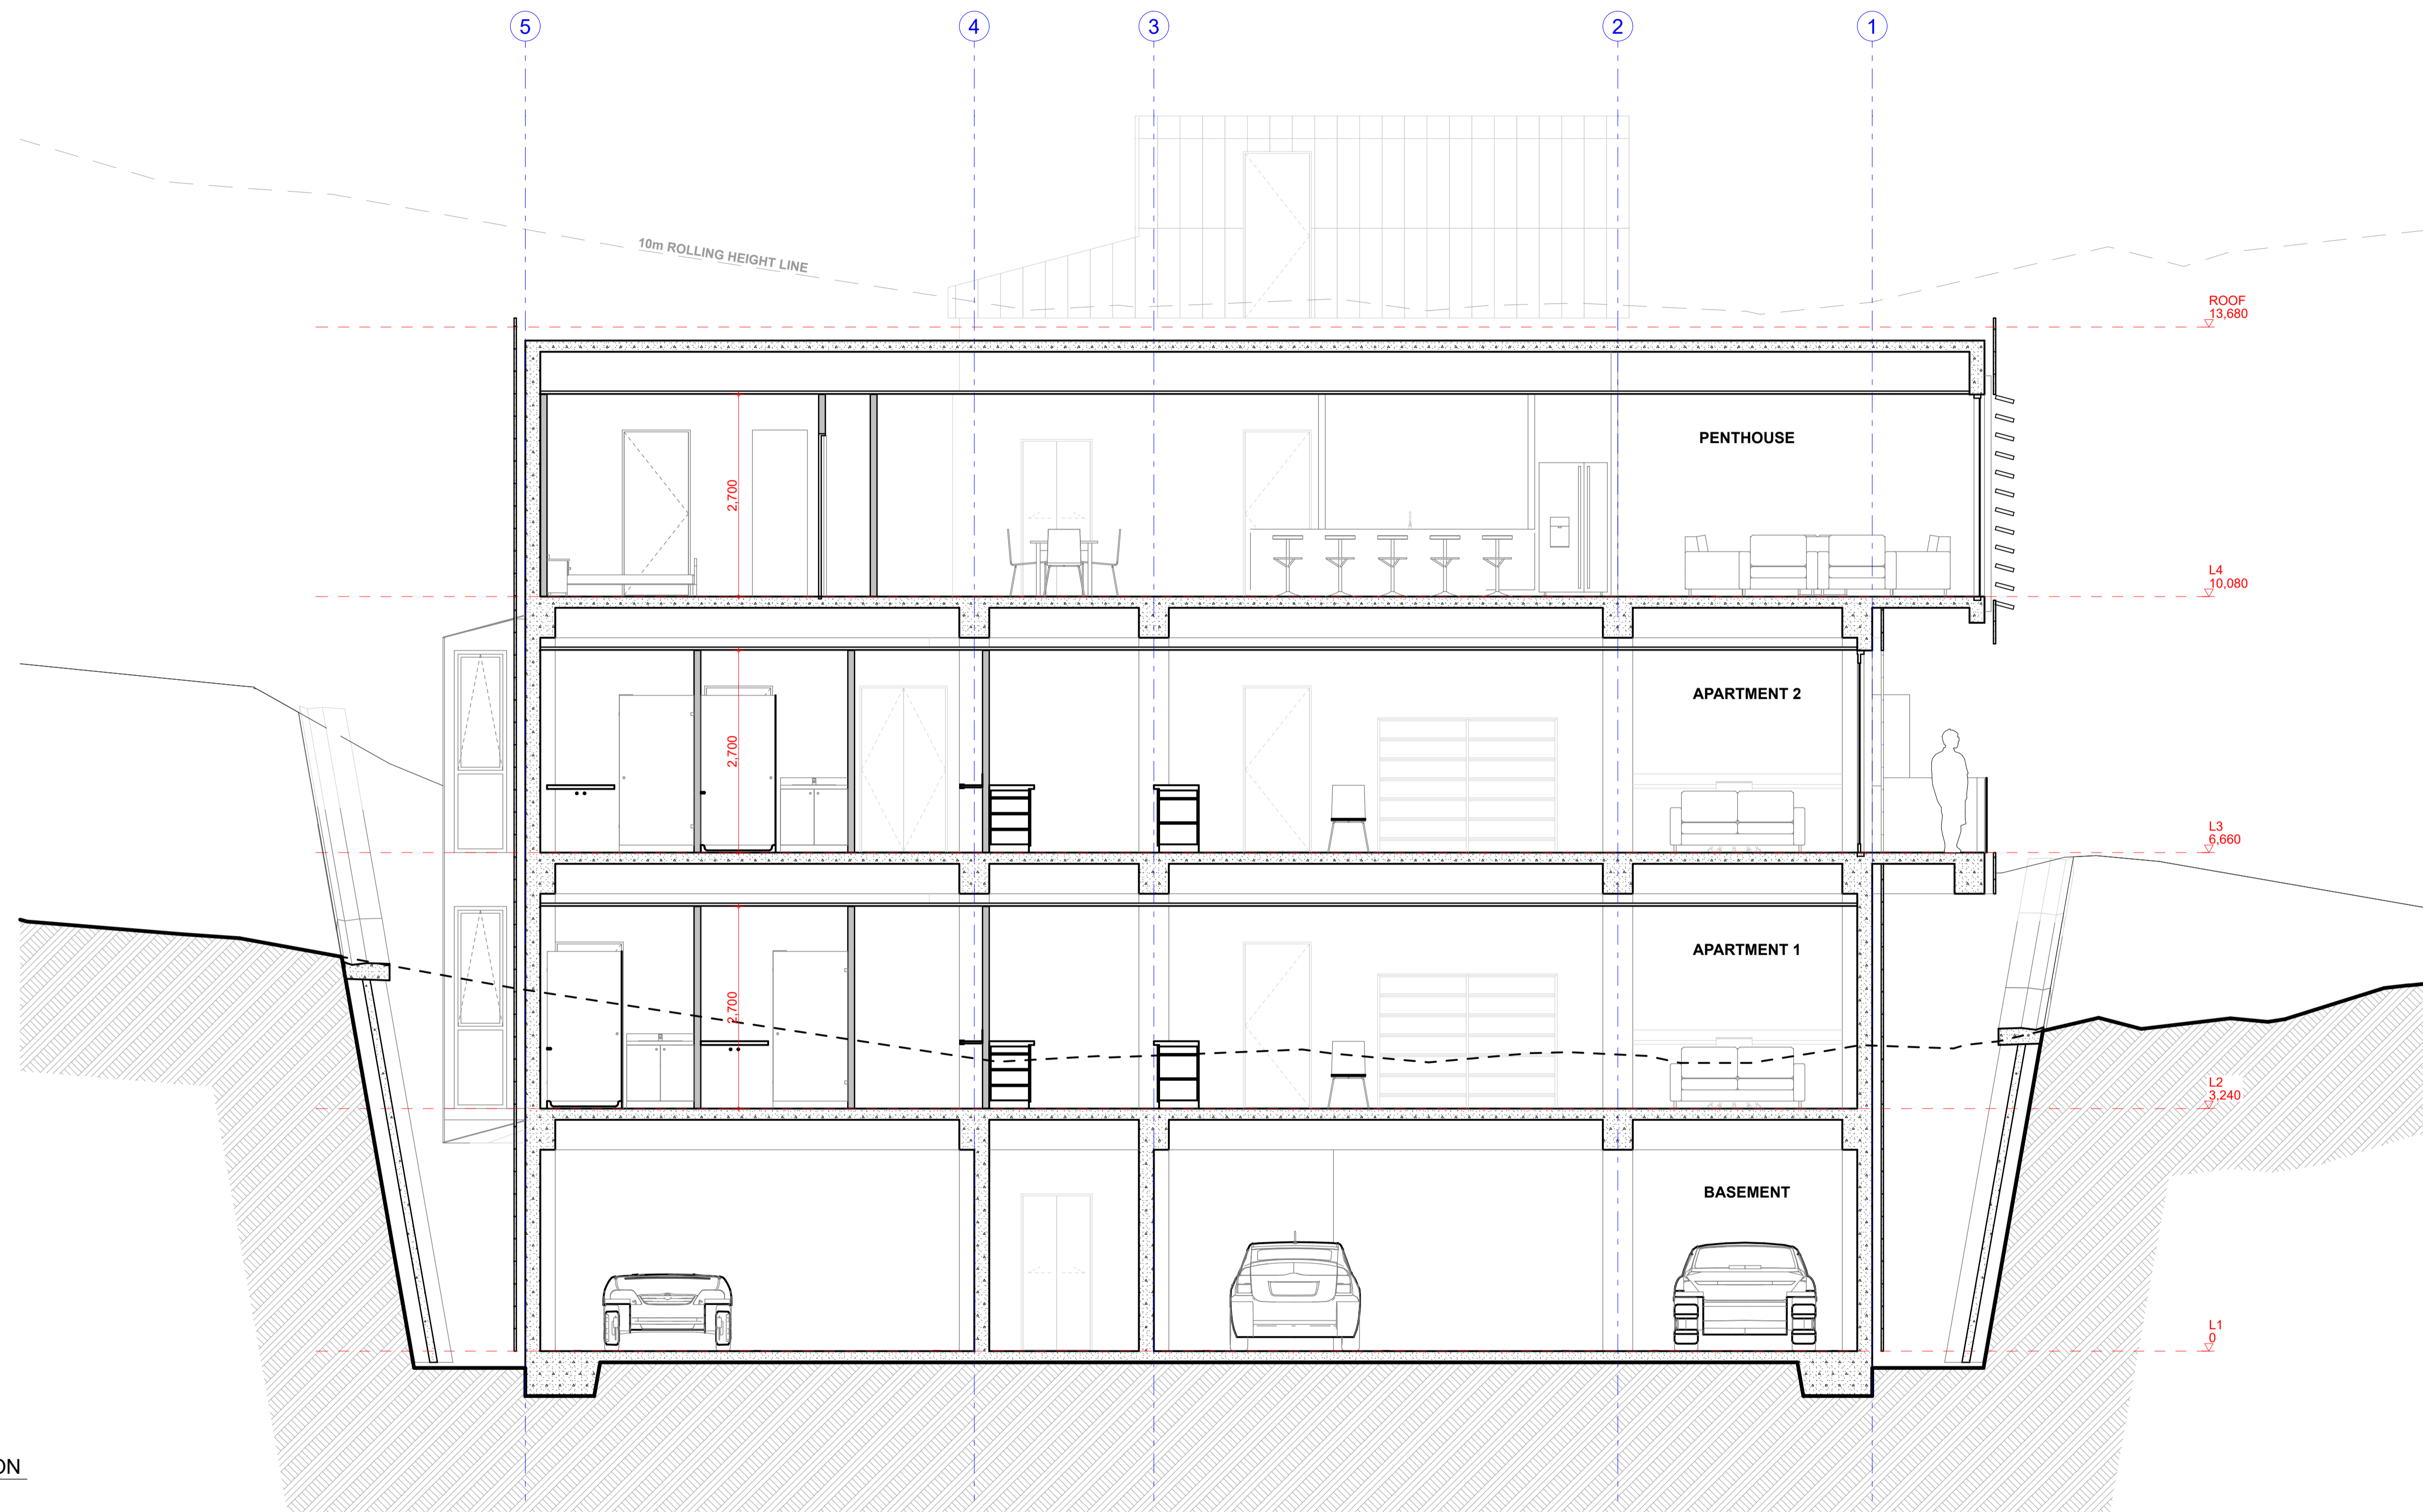 5
4
3
2
1
10m ROLLING HEIGHT LINE
ROOF
13,680
PENTHOUSE
2,700
L4
10,080
APARTMENT 2
2,700
L3
6,660
APARTMENT 1
2,700
L2
3,240
BASEMENT
L1
0
ON